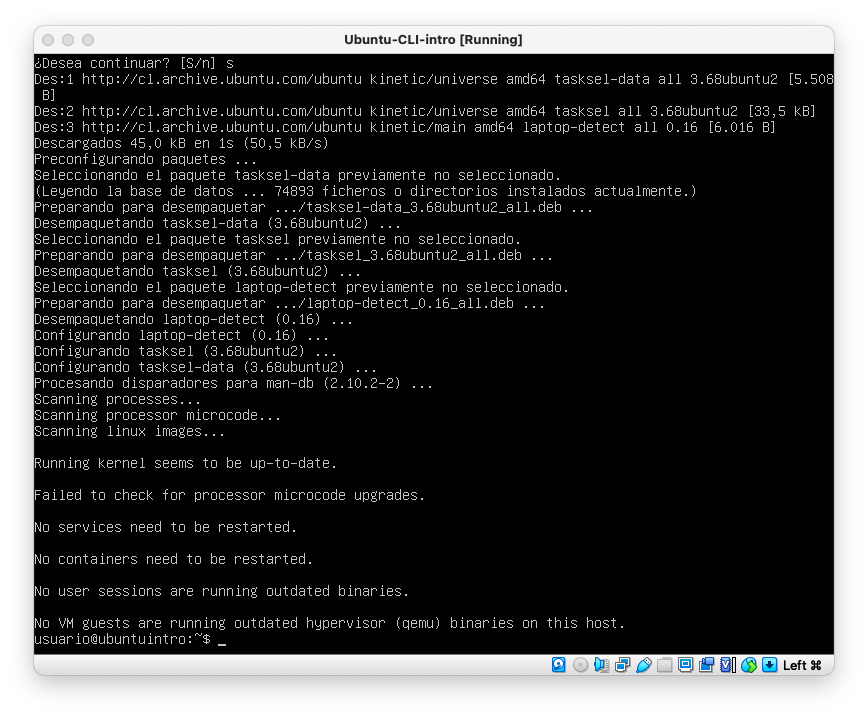 Ubuntu-CLI-intro [Running]
¿Desea continuar? [S/n] s
Des:1 http://cl.archive.ubuntu.com/ubuntu kinetic/universe amd64 tasksel-data all 3.68ubuntu2 [5.508
 B]
Des:2 http://cl.archive.ubuntu.com/ubuntu kinetic/universe amd64 tasksel all 3.68ubuntu2 [33,5 kB]
Des:3 http://cl.archive.ubuntu.com/ubuntu kinetic/main amd64 laptop-detect all 0.16 [6.016 B]
Descargados 45,0 kB en 1s (50,5 kB/s)
Preconfigurando paquetes ...
Seleccionando el paquete tasksel-data previamente no seleccionado.
(Leyendo la base de datos ... 74893 ficheros o directorios instalados actualmente.)
Preparando para desempaquetar .../tasksel-data_3.68ubuntu2_all.deb ...
Desempaquetando tasksel-data (3.68ubuntu2) ...
Seleccionando el paquete tasksel previamente no seleccionado.
Preparando para desempaquetar .../tasksel_3.68ubuntu2_all.deb ...
Desempaquetando tasksel (3.68ubuntu2) ...
Seleccionando el paquete laptop-detect previamente no seleccionado.
Preparando para desempaquetar .../laptop-detect_0.16_all.deb ...
Desempaquetando laptop-detect (0.16) ...
Configurando laptop-detect (0.16) ...
Configurando tasksel (3.68ubuntu2) ...
Configurando tasksel-data (3.68ubuntu2) ...
Procesando disparadores para man-db (2.10.2-2) ...
Scanning processes...
Scanning processor microcode...
Scanning linux images...
Running kernel seems to be up-to-date.
Failed to check for processor microcode upgrades.
No services need to be restarted.
No containers need to be restarted.
No user sessions are running outdated binaries.
No VM guests are running outdated hypervisor (qemu) binaries on this host.
usuario@ubuntuintro:~$ _
Left ⌘